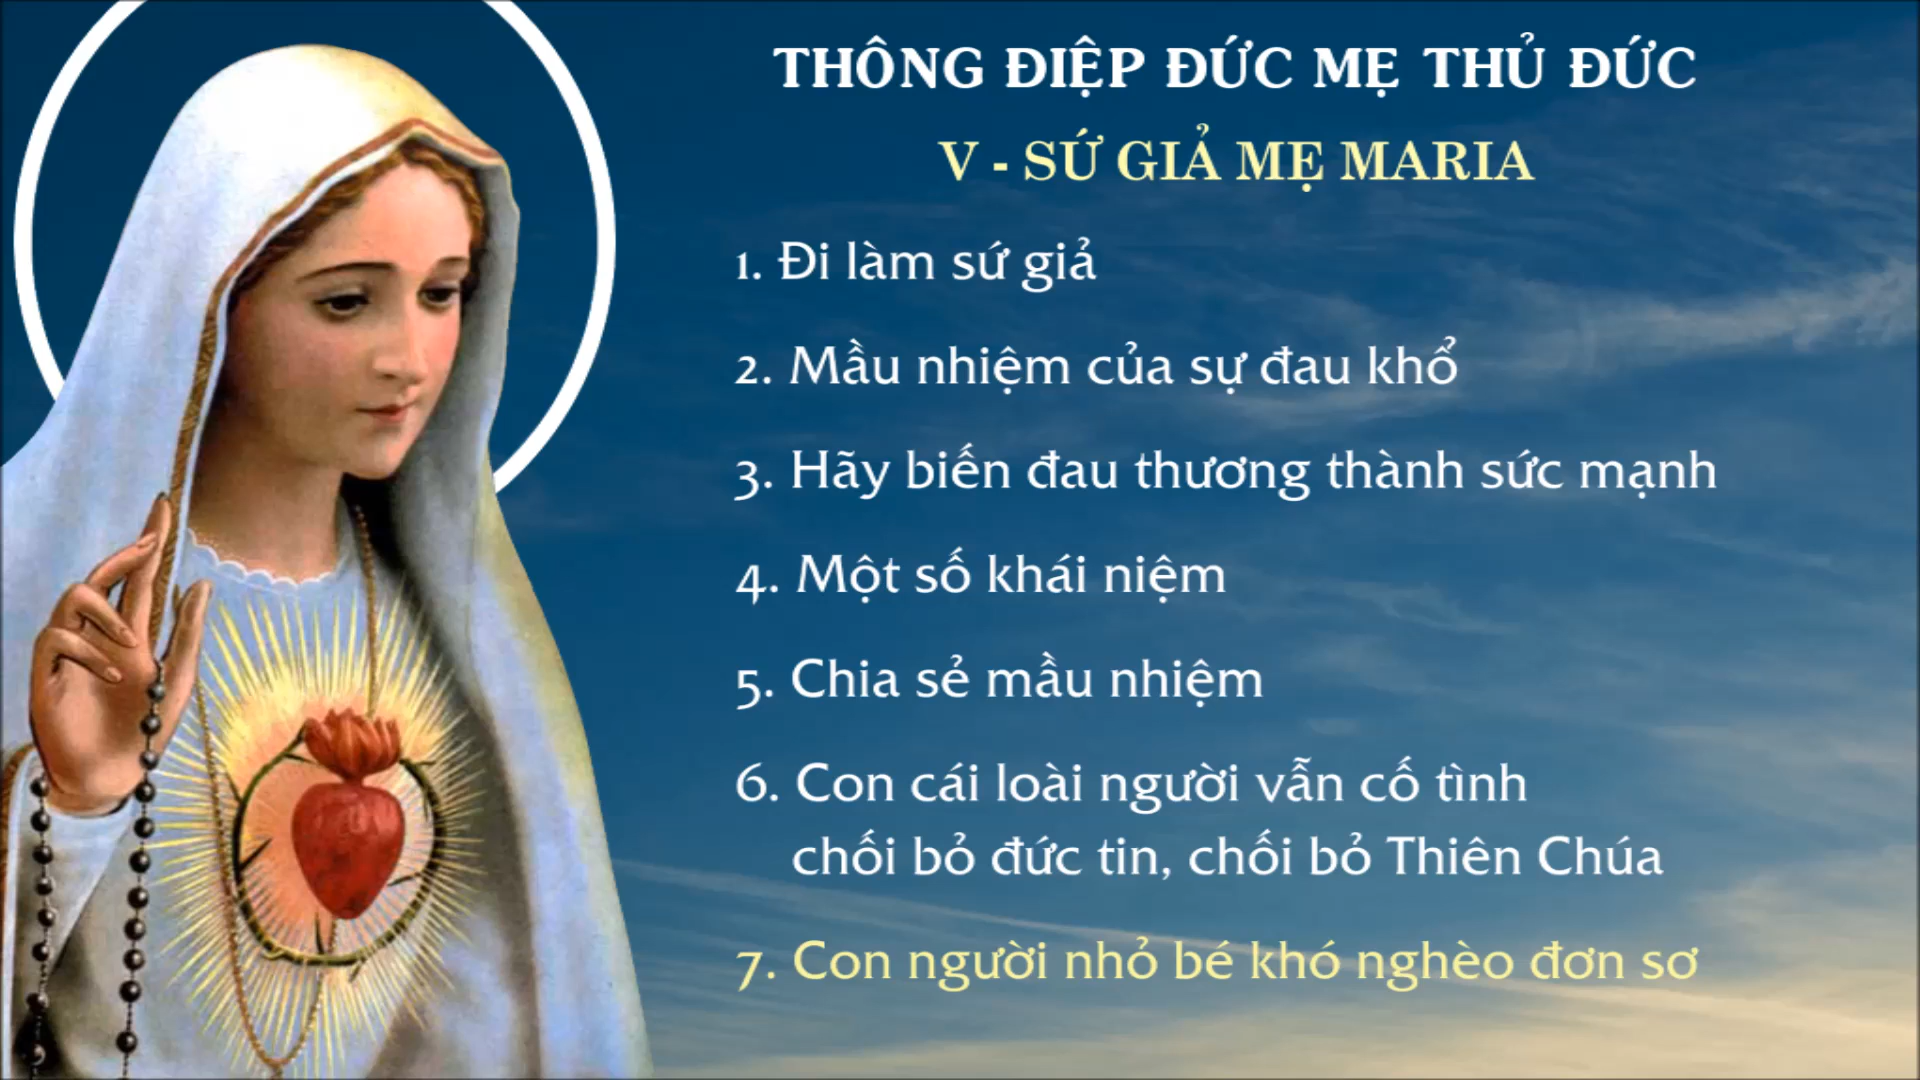 THÔNG ĐIỆP ĐỨC MẸ THỦ ĐỨC
V - SỨ GIẢ MẸ MARIA
1. Đi làm sứ giả
2. Mầu nhiệm của sự đau khổ
3. Hãy biến đau thương thành sức mạnh
4. Một số khái niệm
5. Chia sẻ mầu nhiệm
6. Con cái loài người vẫn cố tình
chối bỏ đức tin, chối bỏ Thiên Chúa
7. Con người nhỏ bé khó nghèo đơn sơ